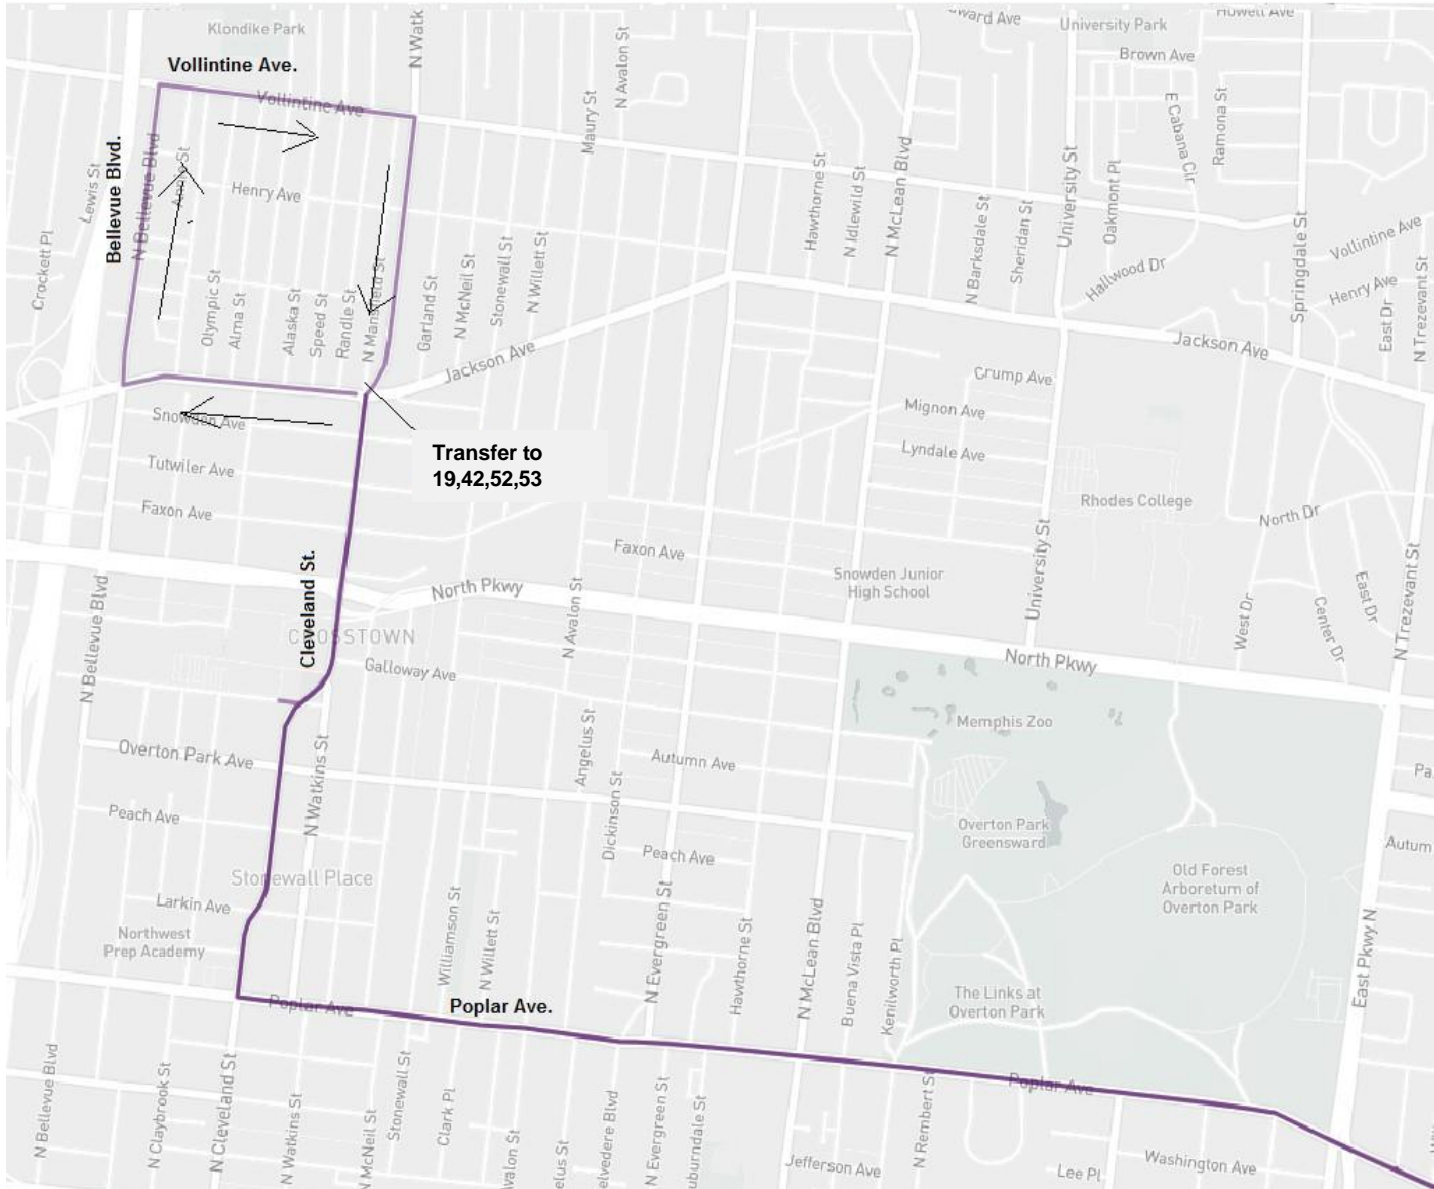 Klondike Park
N Watk
N Avalon St
ward Ave
University Park
Howell Ave
Brown Ave
Vollintine Ave.
Vollintine Ave
Maury St
E Cabana Cir
Ramona St
Bellevue Blvd.
N Bellevue Blvd
Lewis St
Crockett Pl
Henry Ave
Hawthorne St
N Idlewild St
N McLean Blvd
N Barksdale St
Sheridan St
University St
Oakmont Pl
Hallwood Dr
Springdale St
Vollintine Ave
Henry Ave
East Dr
N Trezevant St
Olympic St
Alma St
Alaska St
Speed St
Randle St
N Mansfield St
Garland St
N McNeil St
Stonewall St
N Willett St
Jackson Ave
Jackson Ave
Crump Ave
Mignon Ave
Lyndale Ave
Snowden Ave
Tutwiler Ave
Faxon Ave
Transfer to
19,42,52,53
Rhodes College
North Dr
East Dr
West Dr
Center Dr
N Trezevant St
University St
Faxon Ave
Snowden Junior
High School
Cleveland St.
North Pkwy
N Avalon St
CROSSTOWN
Galloway Ave
N Bellevue Blvd
North Pkwy
Memphis Zoo
Overton Park Ave
N Watkins St
Angelus St
Autumn Ave
Dickinson St
Pa
Peach Ave
Peach Ave
Overton Park
Greensward
Autum
Stonewall Place
Old Forest
Arboretum of
Overton Park
Larkin Ave
Northwest
Prep Academy
Williamson St
N Willett St
N Evergreen St
Hawthorne St
N McLean Blvd
Buena Vista Pl
Kenilworth Pl
The Links at
Overton Park
East Pkwy N
Poplar Ave
Poplar Ave.
Poplar Ave
N Bellevue Blvd
N Claybrook St
N Cleveland St
N Watkins St
N McNeil St
Stonewall St
Clark Pl
Avalon St
elus St
elvedere Blvd
N Evergreen St
uburndale St
Jefferson Ave
N Rembert S
Lee Pl
Washington Ave